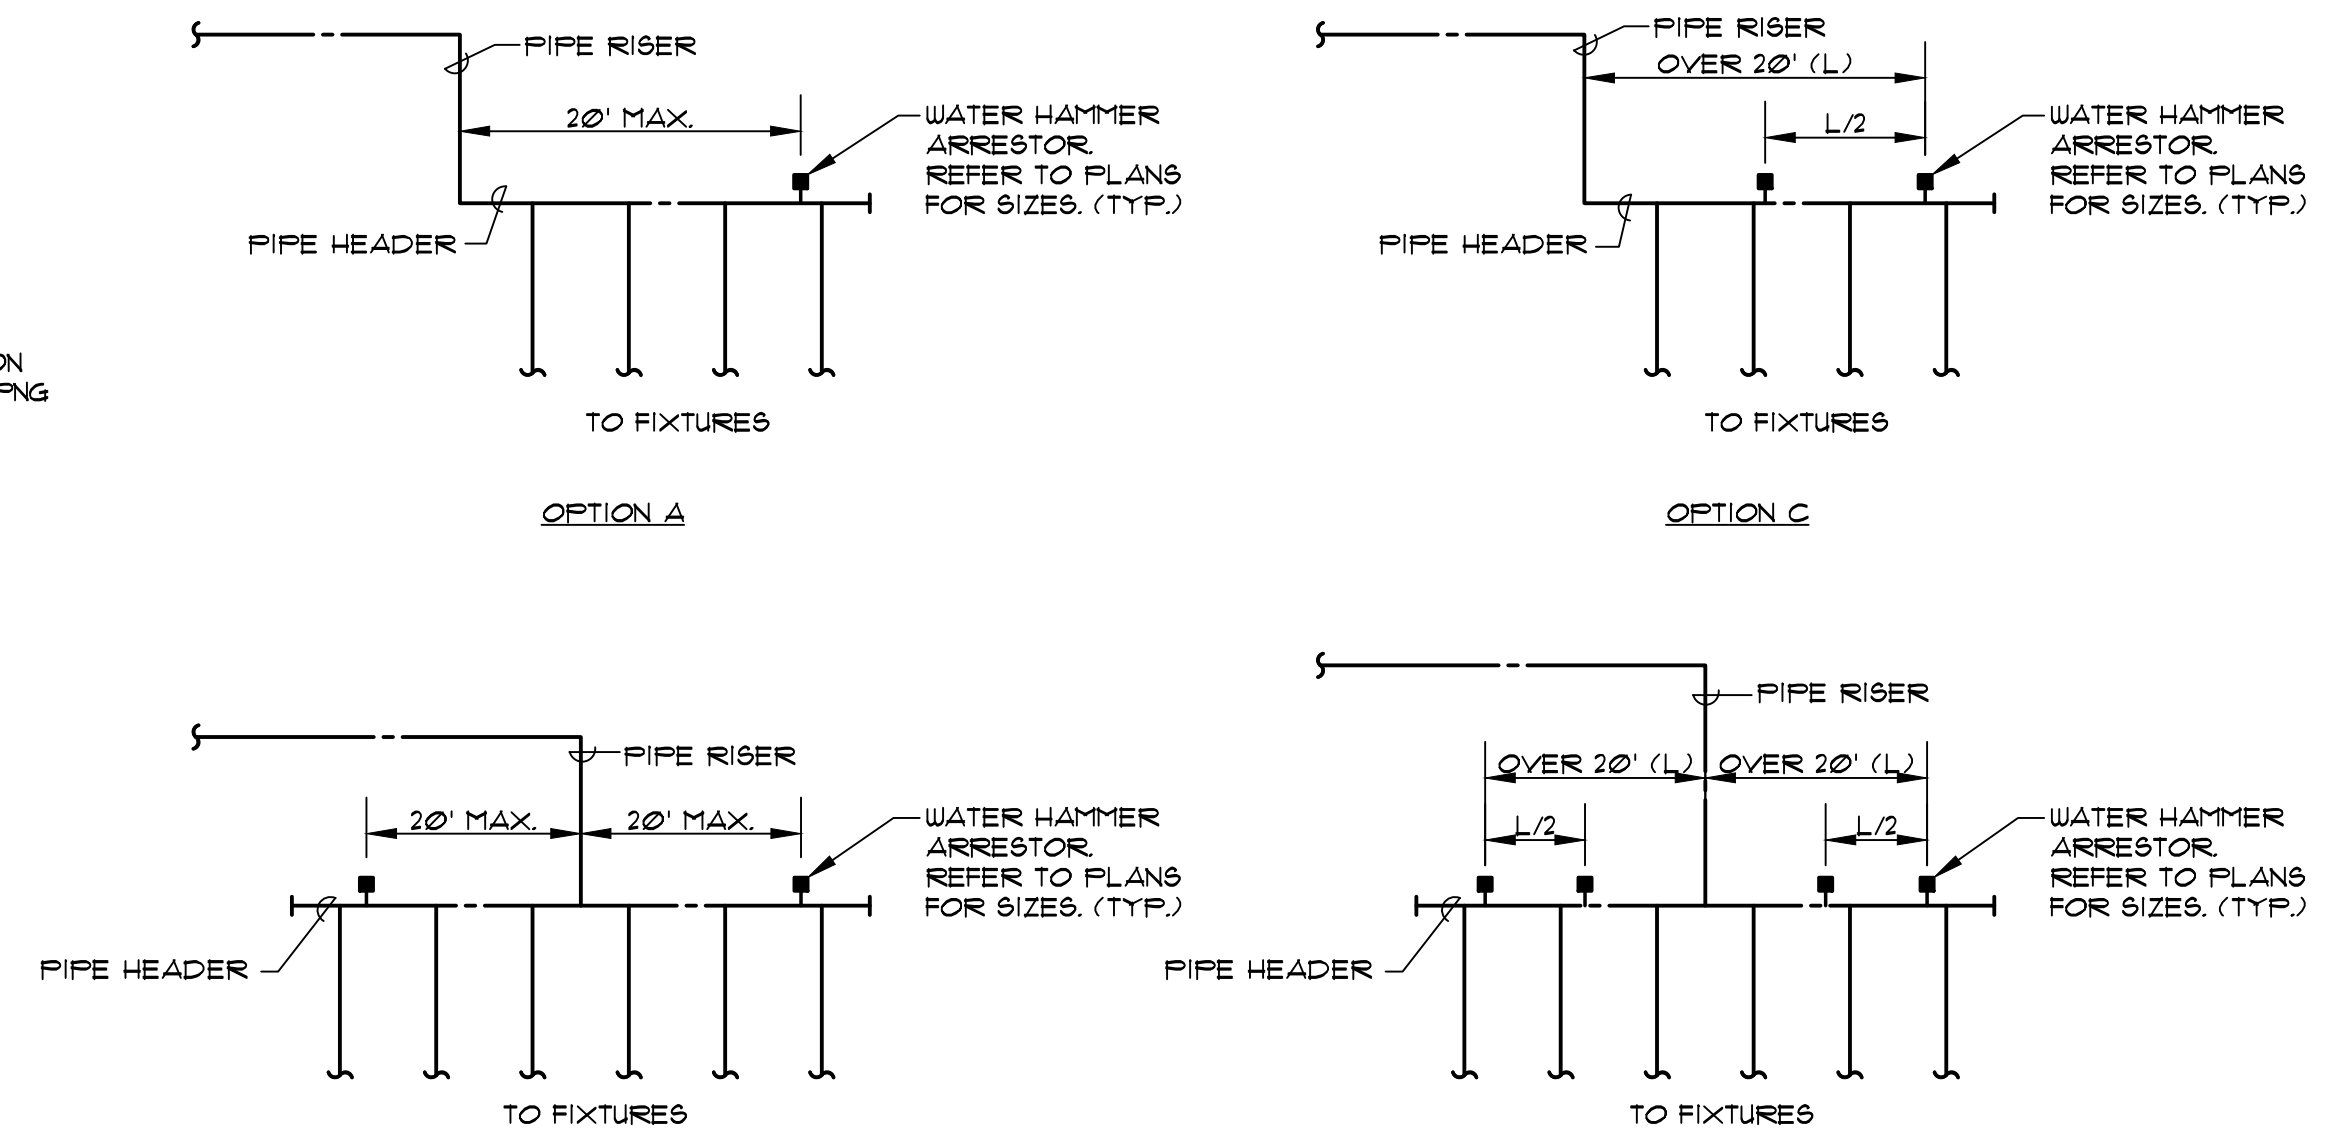 PIPE RISER
20' MAX.
WATER HAMMER
ARRESTOR.
REFER TO PLANS
FOR SIZES. (TYP.)
PIPE HEADER
TO FIXTURES
OPTION A
PIPE RISER
OVER 20' (L)
L/2
WATER HAMMER
ARRESTOR.
REFER TO PLANS
FOR SIZES. (TYP.)
PIPE HEADER
TO FIXTURES
OPTION C
ON
PNG
PIPE RISER
20' MAX.
20' MAX.
WATER HAMMER
ARRESTOR.
REFER TO PLANS
FOR SIZES. (TYP.)
PIPE HEADER
TO FIXTURES
PIPE RISER
OVER 20' (L)
OVER 20' (L)
L/2
L/2
WATER HAMMER
ARRESTOR.
REFER TO PLANS
FOR SIZES. (TYP.)
PIPE HEADER
TO FIXTURES